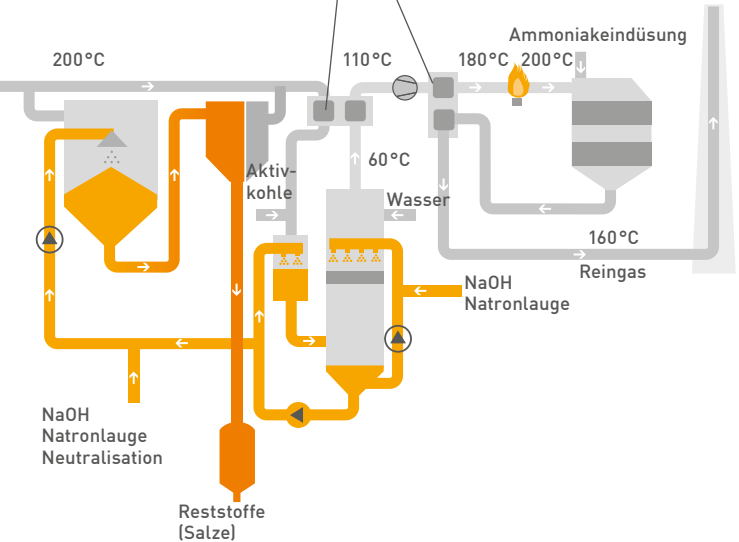 Ammoniakeindüsung
200°C
110°C
180°C
200°C
60°C
Aktiv-
kohle
Wasser
160°C
Reingas
NaOH
Natronlauge
NaOH
Natronlauge
Neutralisation
Reststoffe
(Salze)